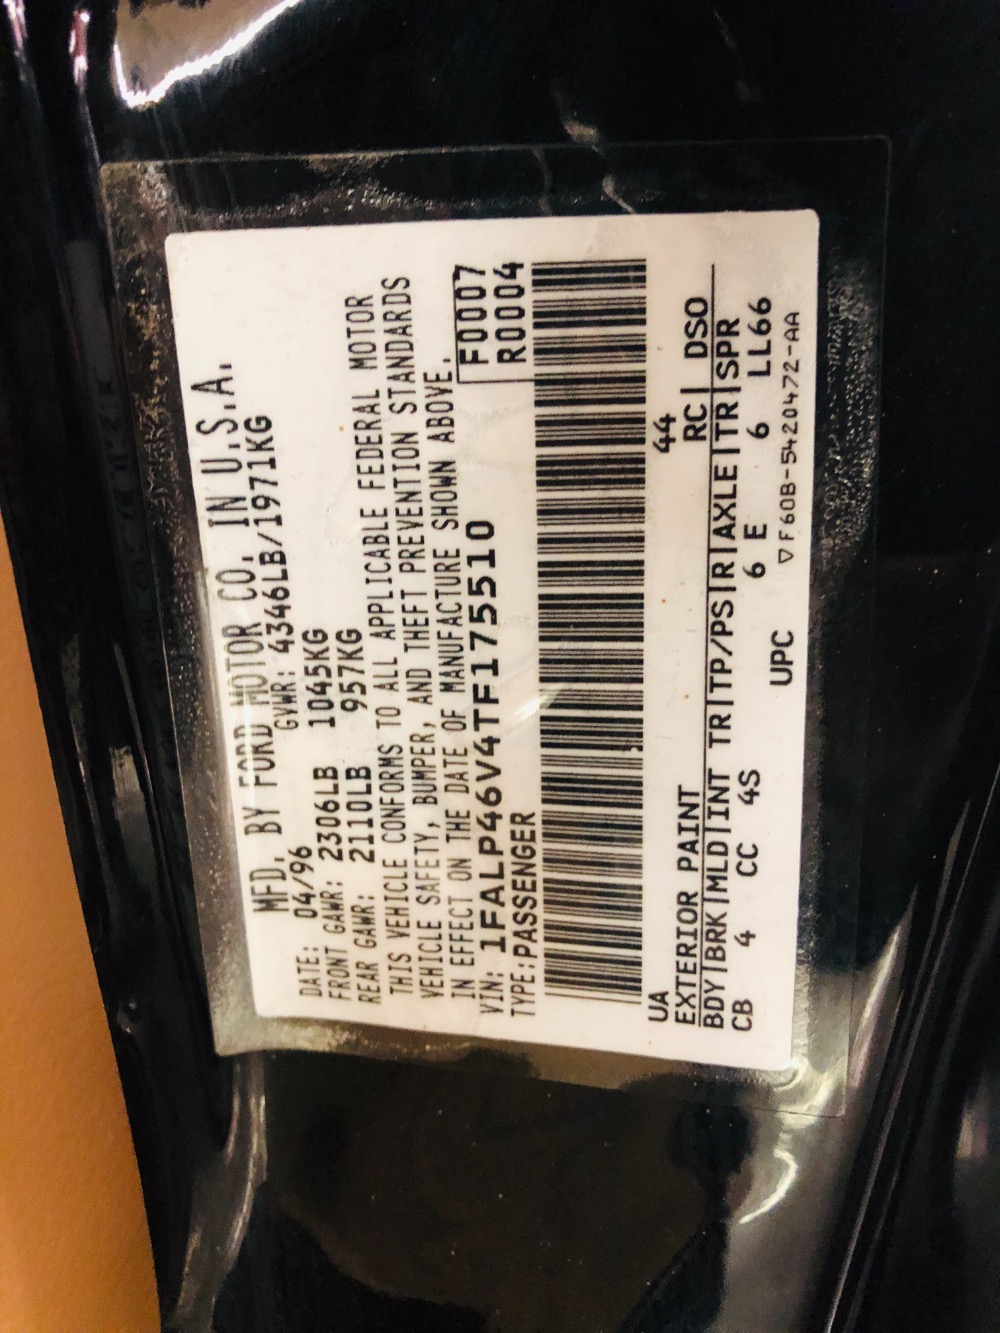 MFD. BY FORD MOTOR CO. IN U.S.A.
DATE: 04/96 GVWR: 4346LB/1971KG
FRONT GAWR: 2306LB 1045KG
REAR GAWR: 2110LB 957KG
THIS VEHICLE CONFORMS TO ALL APPLICABLE FEDERAL MOTOR
VEHICLE SAFETY, BUMPER, AND THEFT PREVENTION STANDARDS
IN EFFECT ON THE DATE OF MANUFACTURE SHOWN ABOVE.
VIN: 1FALP46V4TF175510 F0007
TYPE:PASSENGER R0004
UA 44
EXTERIOR PAINT RC| DSO
BDY|BRK|MLD|INT TR|TP/PS|R|AXLE|TR|SPR
CB 4 CC 4S 6 E 6 LL66
UPC ▽F60B-5420472-AA